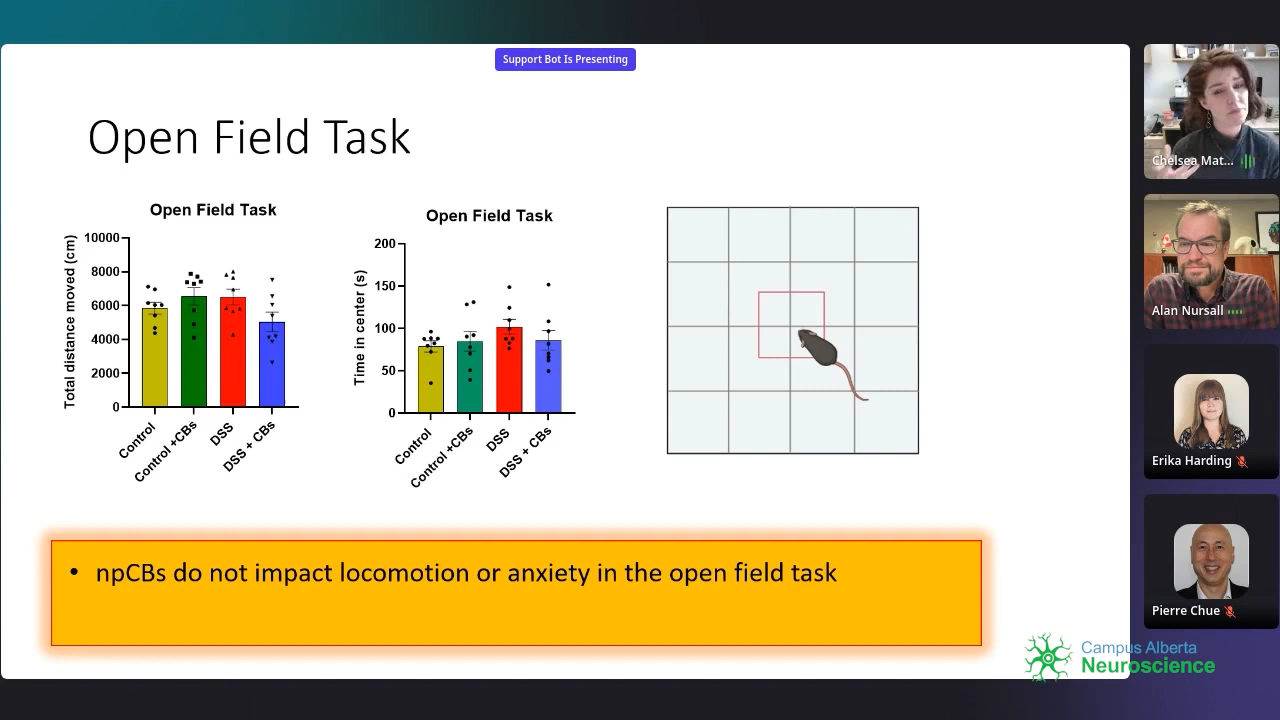 Support Bot Is Presenting
Open Field Task
Open Field Task
Total distance moved (cm)
10000
8000
6000
4000
2000
0
Control
Control +CBs
DSS
DSS + CBs
Open Field Task
Time in center (s)
200
150
100
50
0
Control
Control +CBs
DSS
DSS + CBs
• npCBs do not impact locomotion or anxiety in the open field task
Chelsea Mat...
Alan Nursall
Erika Harding
Pierre Chue
Campus Alberta
Neuroscience